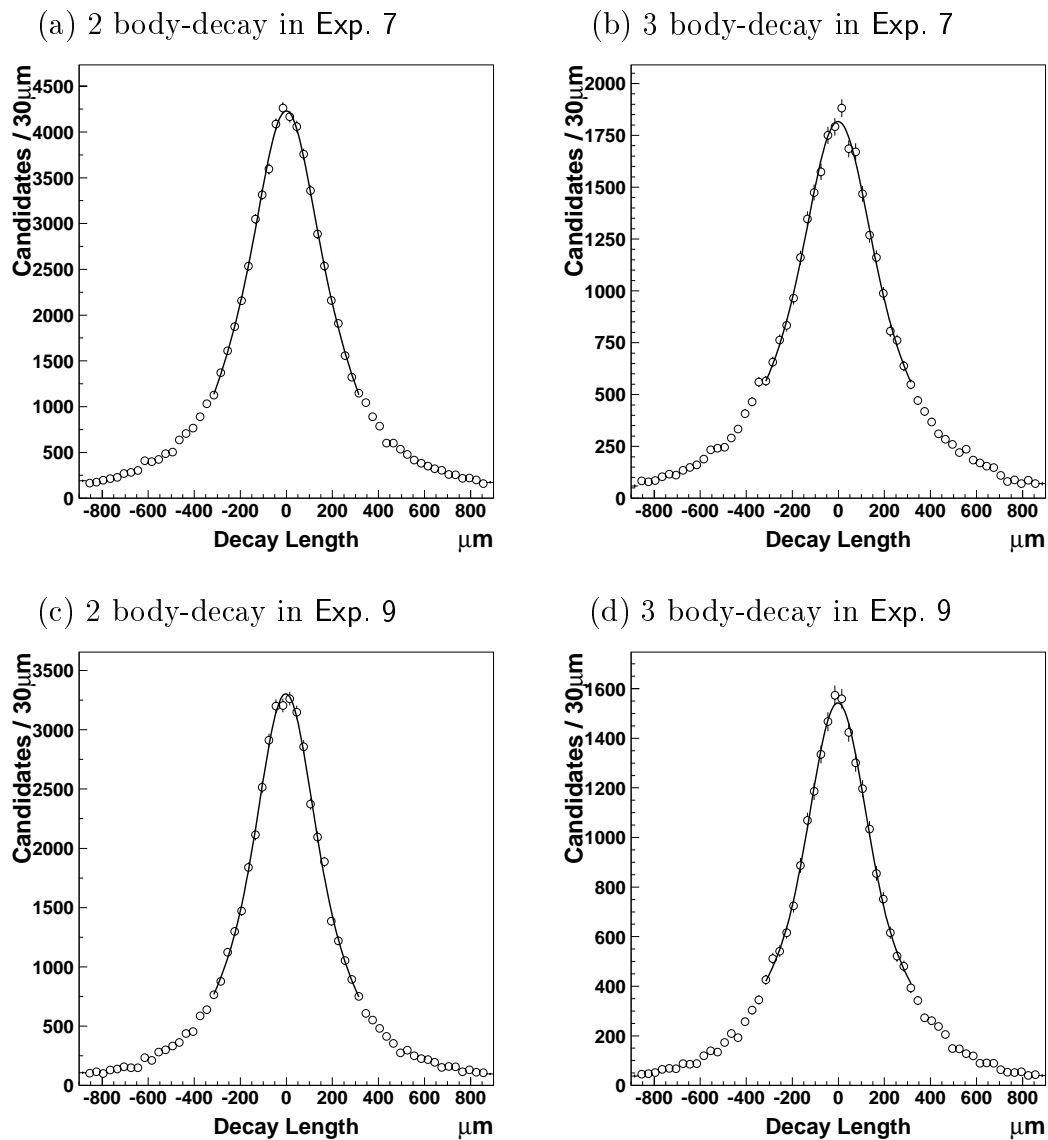 (a) 2 body-decay in Exp. 7
Candidates / 30μm
4500
4000
3500
3000
2500
2000
1500
1000
500
0
-800 -600 -400 -200 0 200 400 600 800
Decay Length μm
(b) 3 body-decay in Exp. 7
Candidates / 30μm
2000
1750
1500
1250
1000
750
500
250
0
-800 -600 -400 -200 0 200 400 600 800
Decay Length μm
(c) 2 body-decay in Exp. 9
Candidates / 30μm
3500
3000
2500
2000
1500
1000
500
0
-800 -600 -400 -200 0 200 400 600 800
Decay Length μm
(d) 3 body-decay in Exp. 9
Candidates / 30μm
1600
1400
1200
1000
800
600
400
200
0
-800 -600 -400 -200 0 200 400 600 800
Decay Length μm